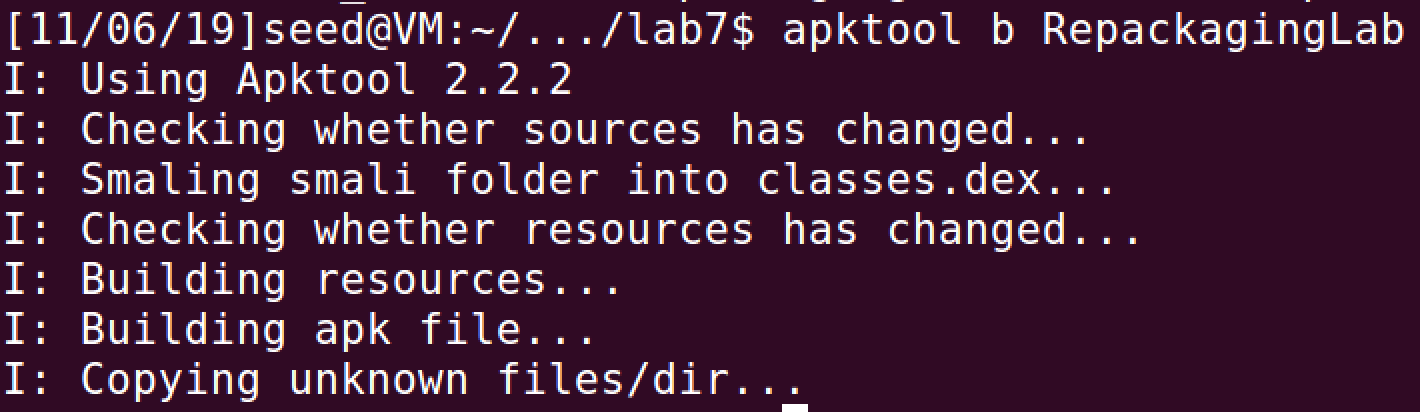 [11/06/19]seed@VM:~/.../lab7$ apktool b RepackagingLab
I: Using Apktool 2.2.2
I: Checking whether sources has changed...
I: Smaling smali folder into classes.dex...
I: Checking whether resources has changed...
I: Building resources...
I: Building apk file...
I: Copying unknown files/dir...